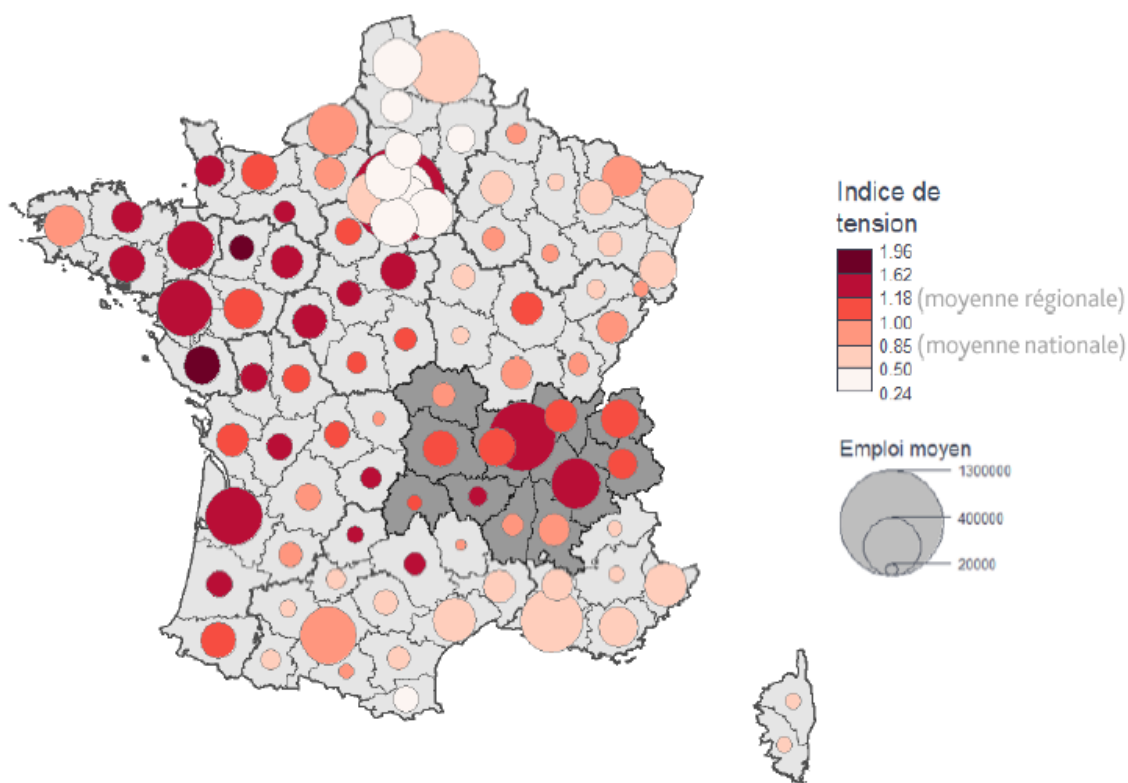 Indice de
tension
1.96
1.62
1.18 (moyenne régionale)
1.00
0.85 (moyenne nationale)
0.50
0.24
Emploi moyen
1300000
400000
20000